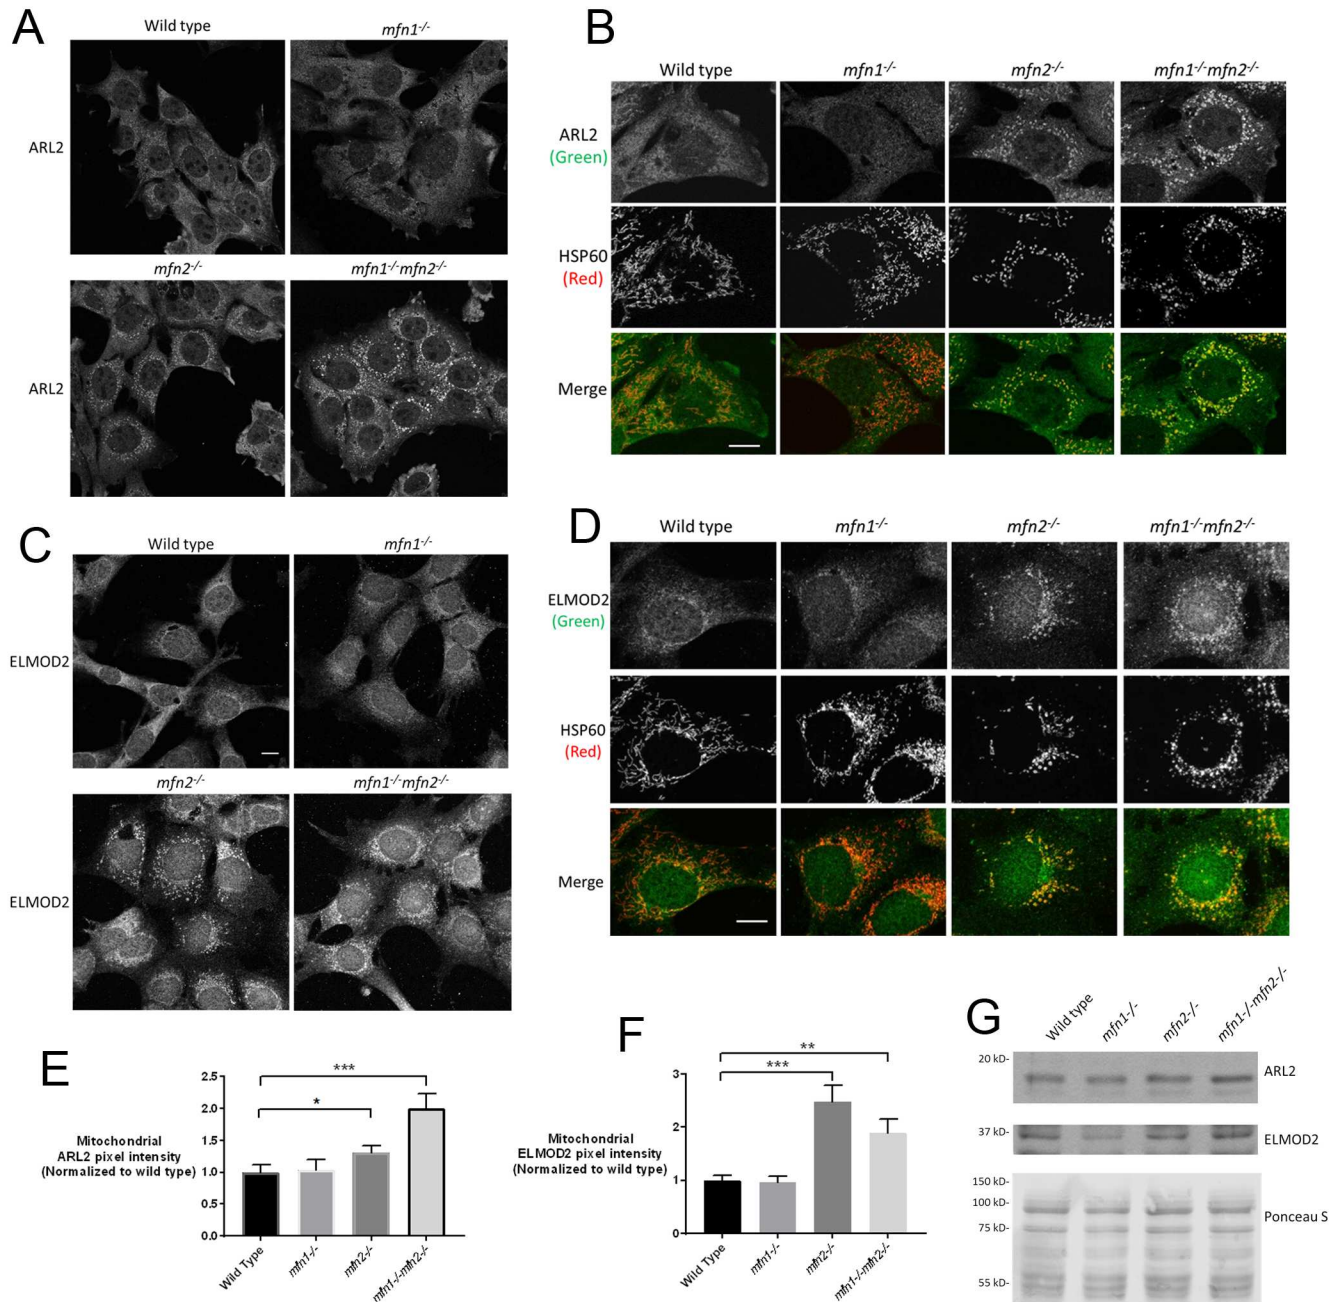 A
Wild type
mfn1-/-
ARL2
mfn2-/-
mfn1-/-mfn2-/-
ARL2
B
Wild type
mfn1-/-
mfn2-/-
mfn1-/-mfn2-/-
ARL2
(Green)
HSP60
(Red)
Merge
C
Wild type
mfn1-/-
ELMOD2
mfn2-/-
mfn1-/-mfn2-/-
ELMOD2
D
Wild type
mfn1-/-
mfn2-/-
mfn1-/-mfn2-/-
ELMOD2
(Green)
HSP60
(Red)
Merge
E
Mitochondrial
ARL2 pixel intensity
(Normalized to wild type)
2.5
2.0
1.5
1.0
0.5
0.0
***
*
Wild Type
mfn1-/-
mfn2-/-
mfn1-/-mfn2-/-
F
Mitochondrial
ELMOD2 pixel intensity
(Normalized to wild type)
3
2
1
0
**
***
Wild Type
mfn1-/-
mfn2-/-
mfn1-/-mfn2-/-
G
Wild type
mfn1-/-
mfn2-/-
mfn1-/-mfn2-/-
20 kD-
ARL2
37 kD-
ELMOD2
150 kD-
100 kD-
75 kD-
55 kD-
Ponceau S